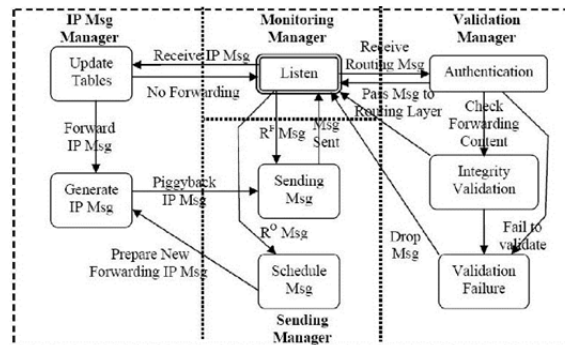 IP Msg
Manager
Monitoring
Manager
Validation
Manager
Update
Tables
Receive IP Msg
No Forwarding
Listen
Receive
Routing Msg
Authentication
Pass Msg to
Routing Layer
Check
Forwarding
Content
Forward
IP Msg
R^F Msg
Msg
Sent
Generate
IP Msg
Piggyback
IP Msg
Sending
Msg
Integrity
Validation
R^O Msg
Drop
Msg
Fail to
validate
Prepare New
Forwarding IP Msg
Schedule
Msg
Validation
Failure
Sending
Manager